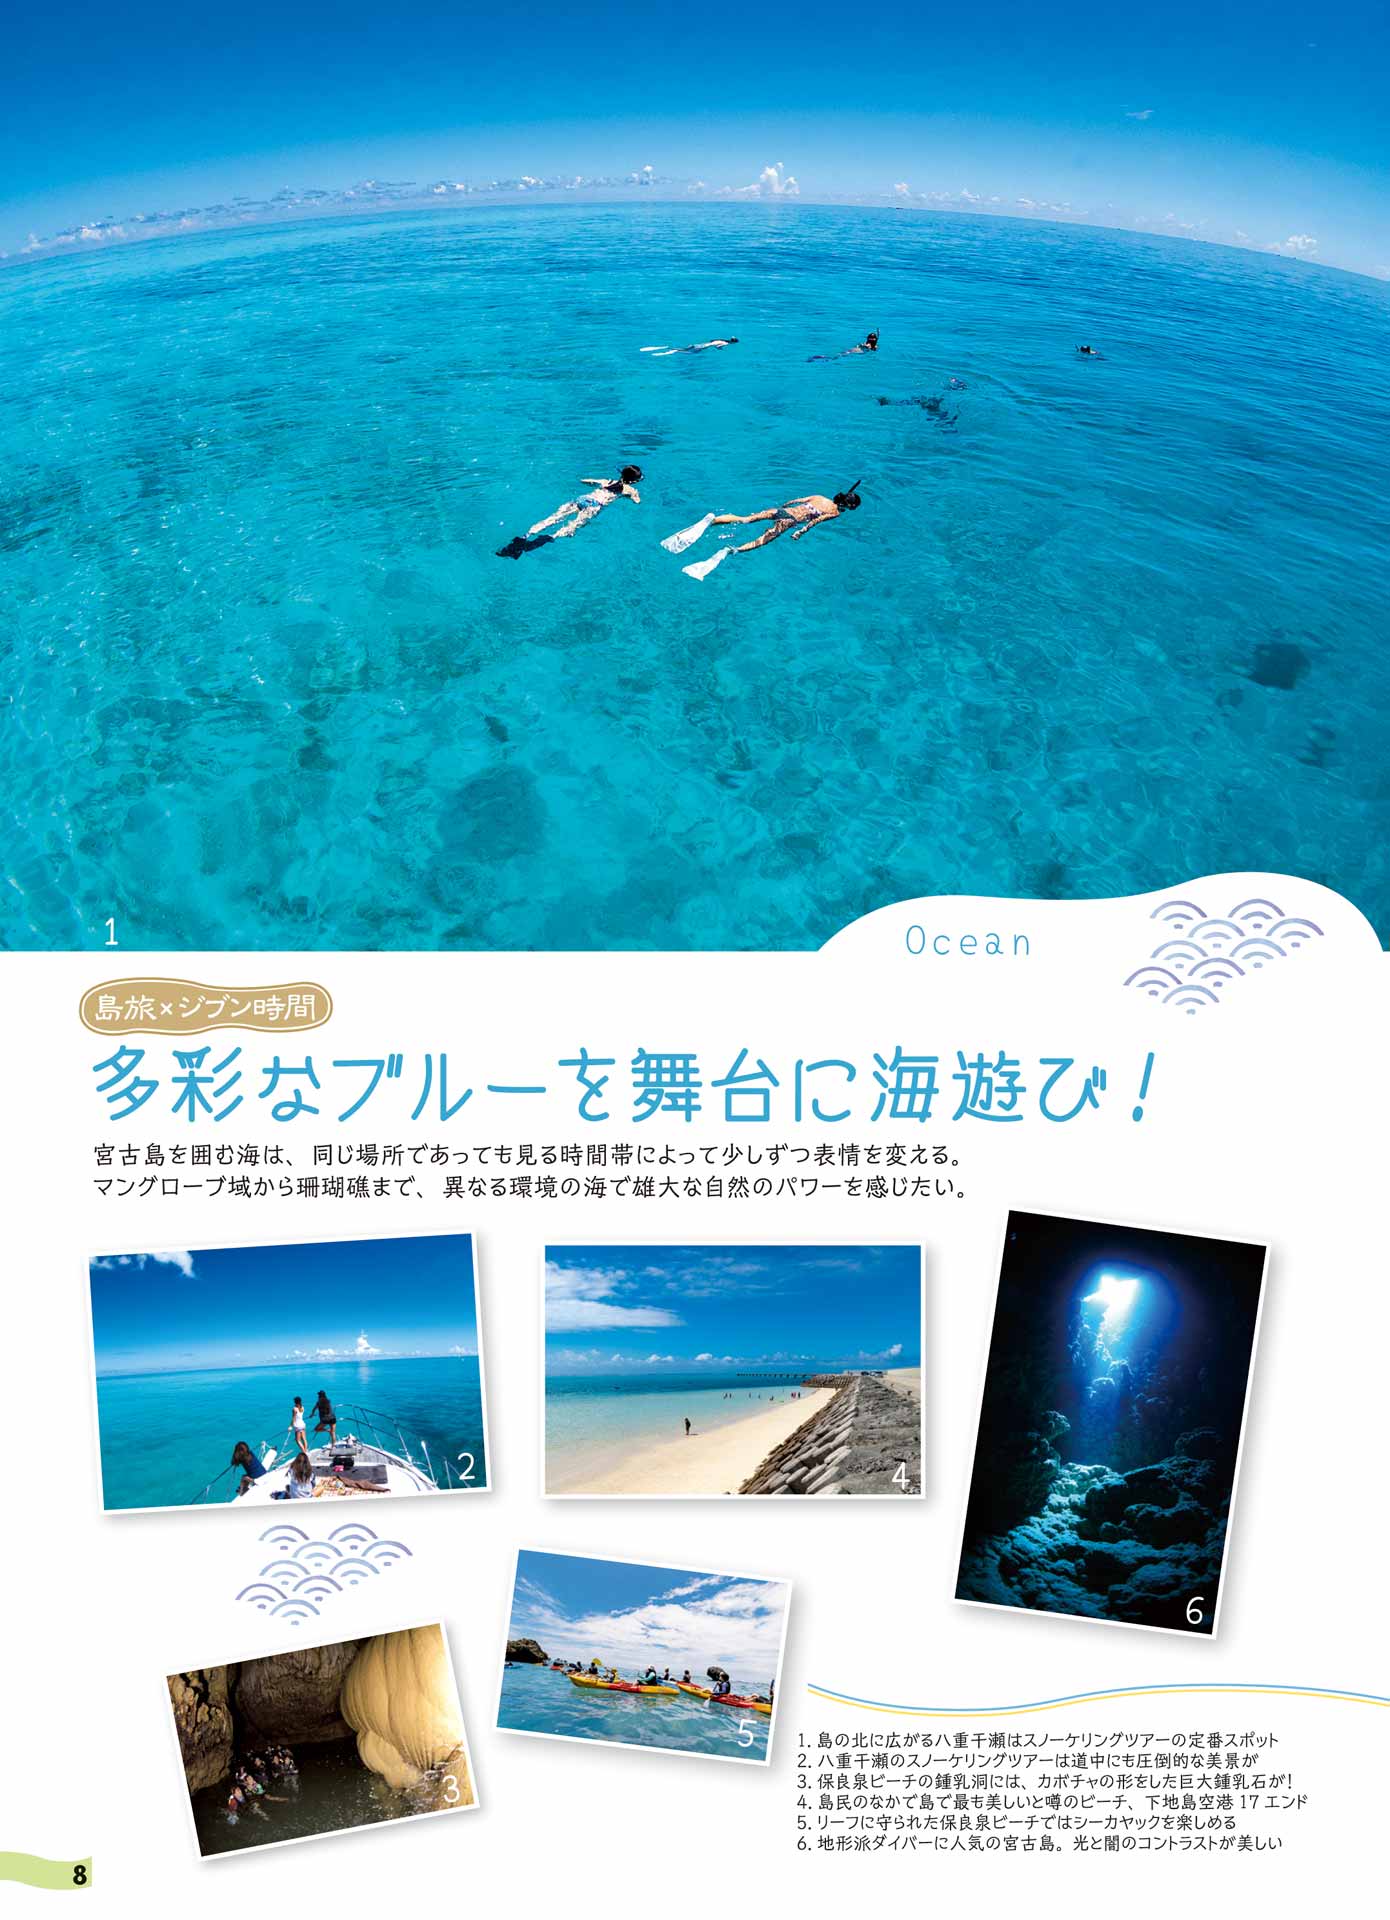 1
Ocean
島旅×ジブン時間
多彩なブルーを舞台に海遊び！
宮古島を囲む海は、同じ場所であっても見る時間帯によって少しずつ表情を変える。
マングローブ域から珊瑚礁まで、異なる環境の海で雄大な自然のパワーを感じたい。
2
4
6
3
5
1. 島の北に広がる八重干瀬はスノーケリングツアーの定番スポット
2. 八重干瀬のスノーケリングツアーは道中にも圧倒的な美景が
3. 保良泉ビーチの鍾乳洞には、カボチャの形をした巨大鍾乳石が！
4. 島民のなかで島で最も美しいと噂のビーチ、下地島空港 17 エンド
5. リーフに守られた保良泉ビーチではシーカヤックを楽しめる
6. 地形派ダイバーに人気の宮古島。光と闇のコントラストが美しい
8